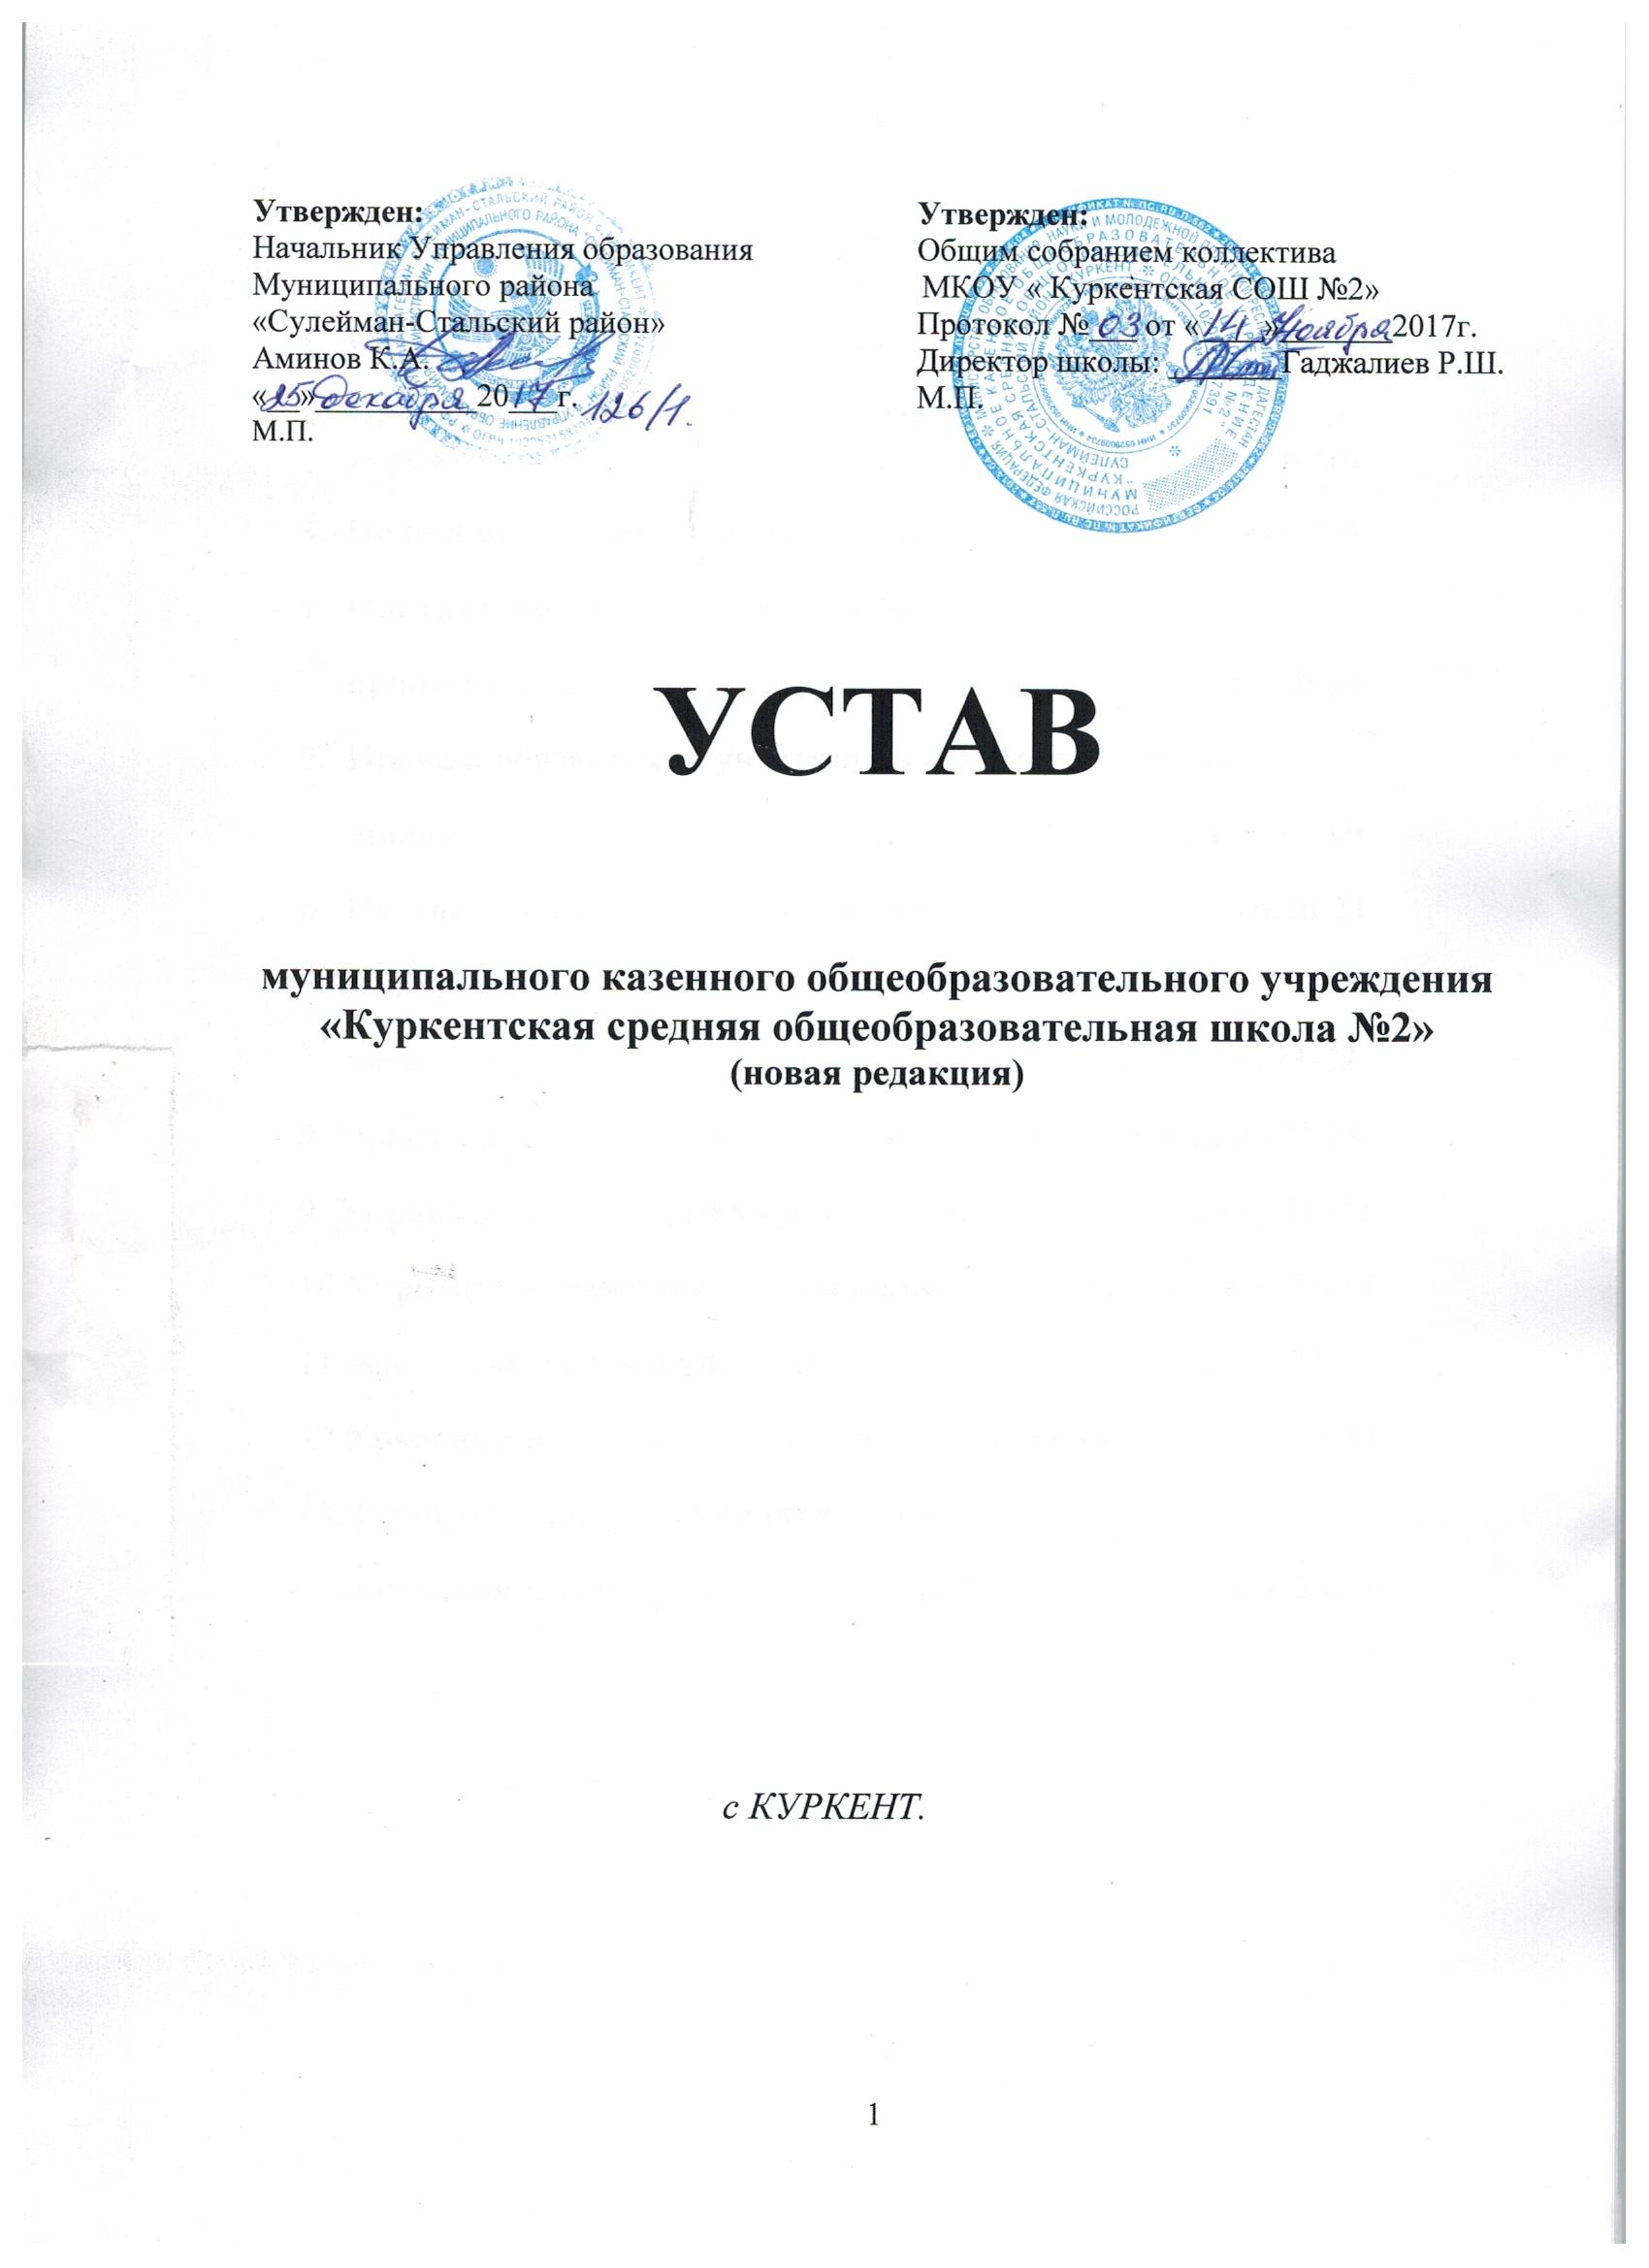 Утвержден:
Начальник Управления образования
Муниципального района
«Сулейман-Стальский район»
Аминов К.А.
«25» декабря 2017 г. 126/1.
М.П.
Утвержден:
Общим собранием коллектива
МКОУ « Куркентская СОШ №2»
Протокол № 03 от «14» Ноября 2017г.
Директор школы: Гаджалиев Р.Ш.
М.П.
УСТАВ
муниципального казенного общеобразовательного учреждения
«Куркентская средняя общеобразовательная школа №2»
(новая редакция)
с КУРКЕНТ.
1